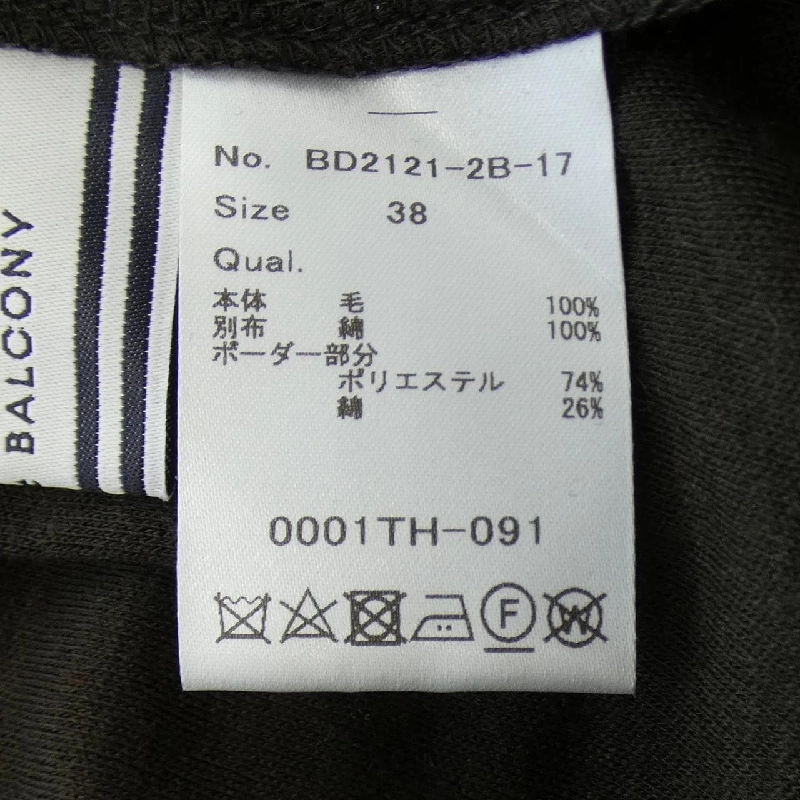 BALCONY
No. BD2121-2B-17
Size 38
Qual.
本体 毛 100%
別布 綿 100%
ボーダー部分
ポリエステル 74%
綿 26%
0001TH-091
F
W